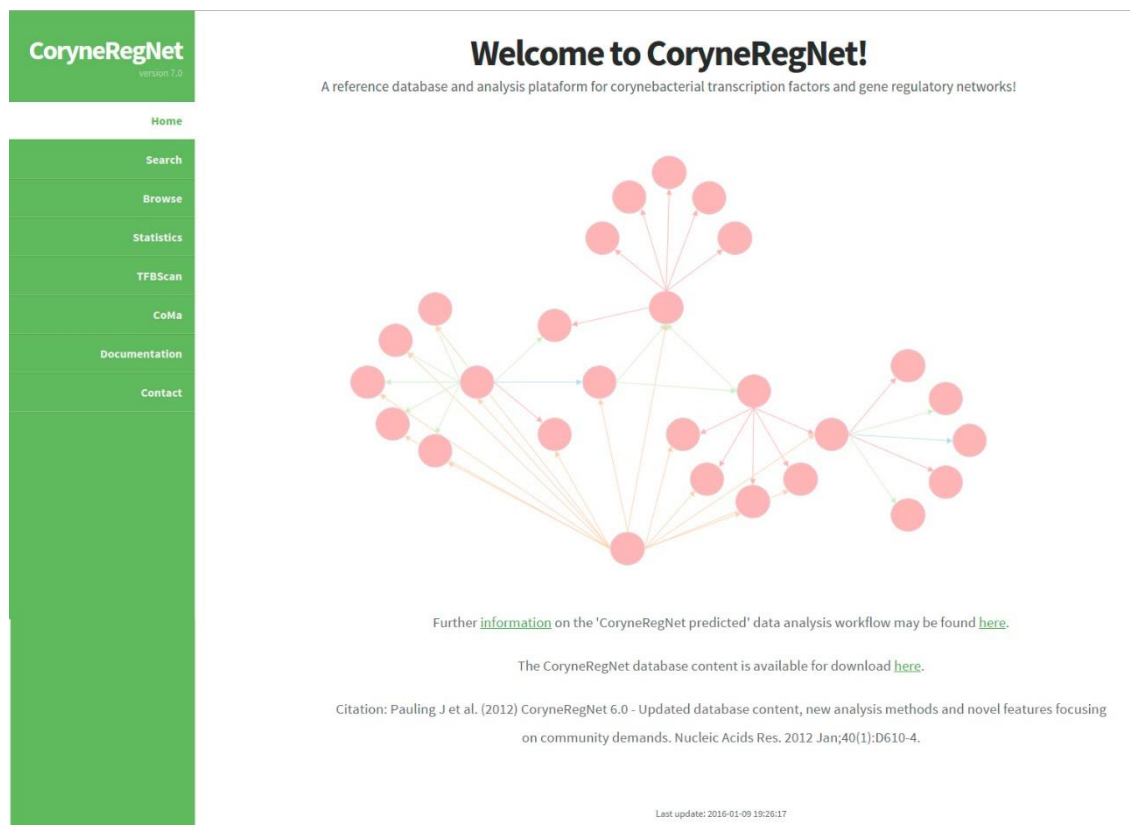 CoryneRegNet
version 7.0
Home
Search
Browse
Statistics
TFBScan
CoMa
Documentation
Contact
Welcome to CoryneRegNet!
A reference database and analysis plataform for corynebacterial transcription factors and gene regulatory networks!
Further information on the 'CoryneRegNet predicted' data analysis workflow may be found here.
The CoryneRegNet database content is available for download here.
Citation: Pauling J et al. (2012) CoryneRegNet 6.0 - Updated database content, new analysis methods and novel features focusing
on community demands. Nucleic Acids Res. 2012 Jan;40(1):D610-4.
Last update: 2016-01-09 19:26:17